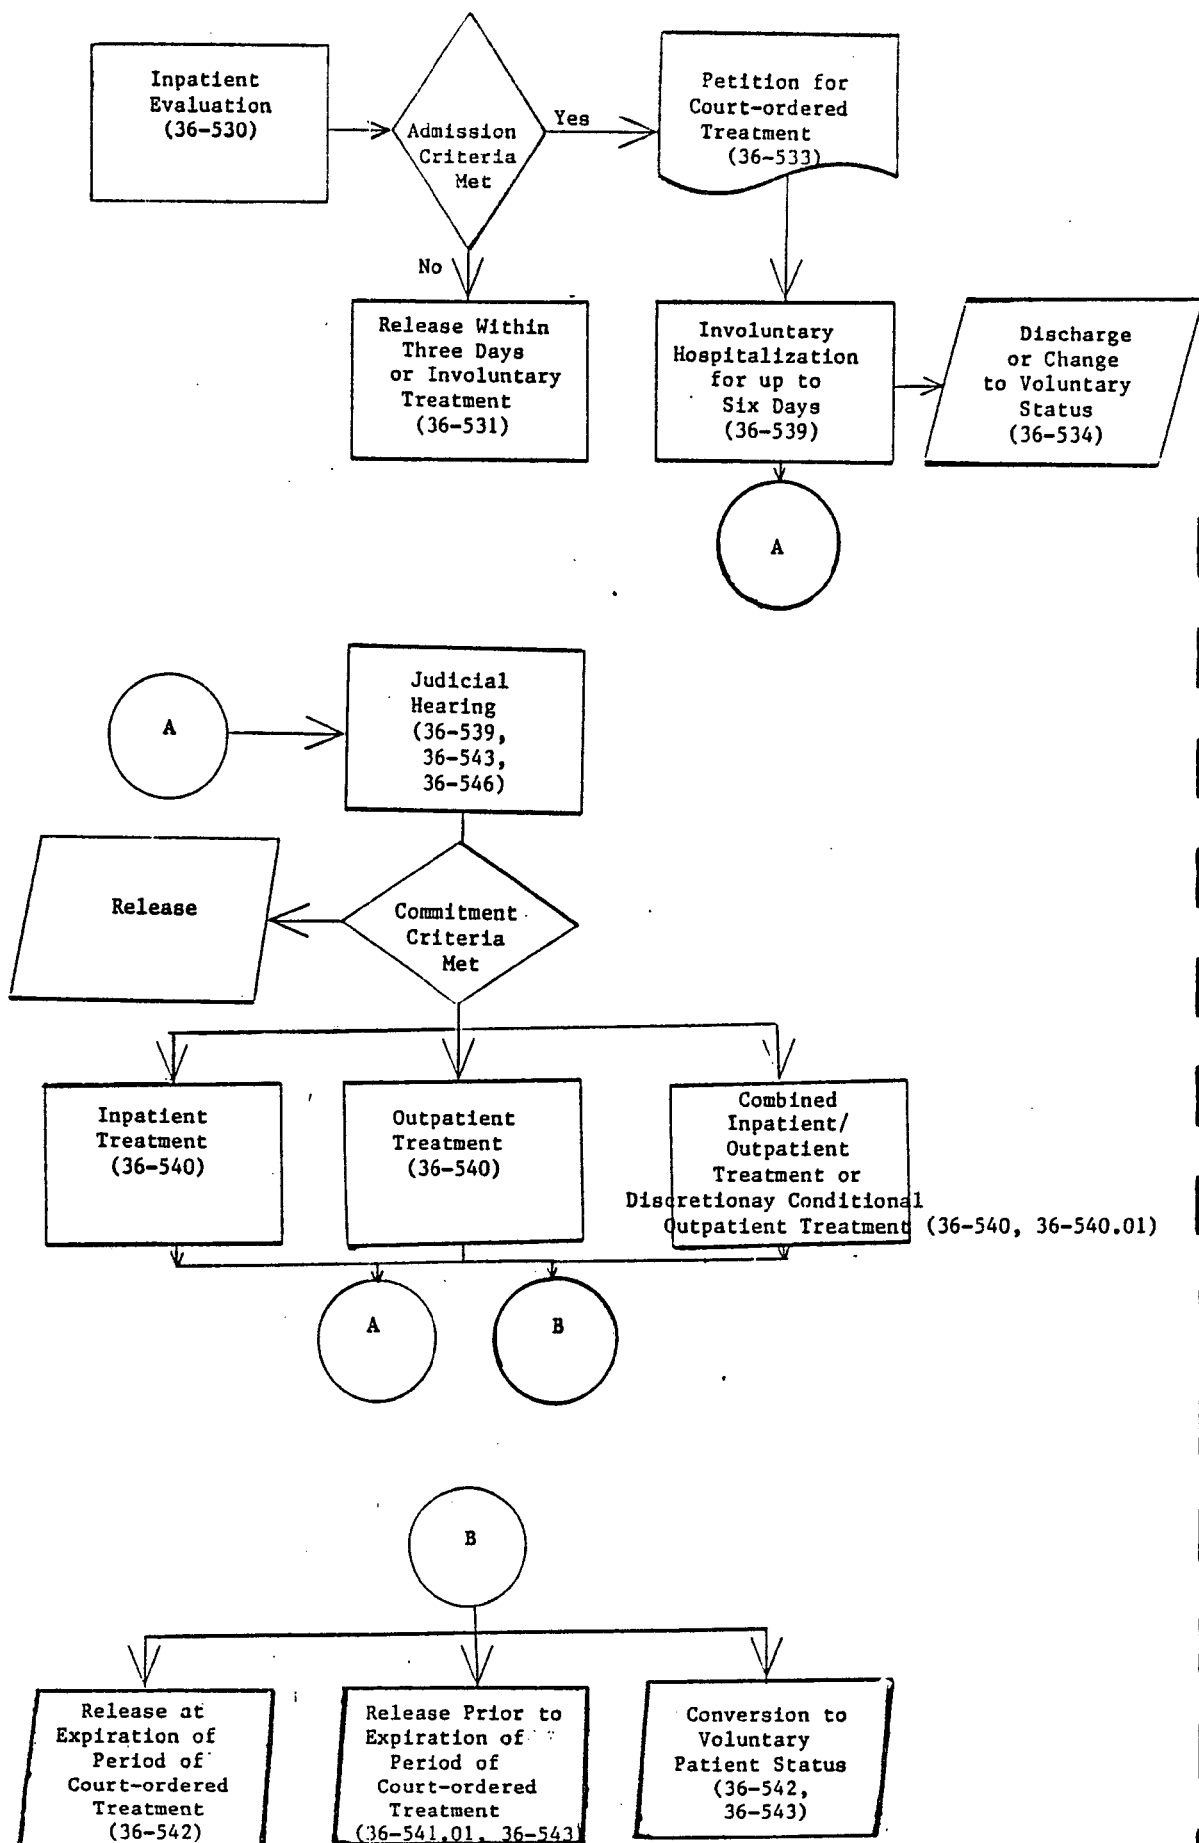 Inpatient
Evaluation
(36-530)
Admission
Criteria
Met
Yes
Petition for
Court-ordered
Treatment
(36-533)
No
Release Within
Three Days
or Involuntary
Treatment
(36-531)
Involuntary
Hospitalization
for up to
Six Days
(36-539)
Discharge
or Change
to Voluntary
Status
(36-534)
A
A
Judicial
Hearing
(36-539,
36-543,
36-546)
Release
Commitment
Criteria
Met
Inpatient
Treatment
(36-540)
Outpatient
Treatment
(36-540)
Combined
Inpatient/
Outpatient
Treatment or
Discretionay Conditional
Outpatient Treatment (36-540, 36-540.01)
A
B
B
Release at
Expiration of
Period of
Court-ordered
Treatment
(36-542)
Release Prior to
Expiration of
Period of
Court-ordered
Treatment
(36-541.01, 36-543)
Conversion to
Voluntary
Patient Status
(36-542,
36-543)